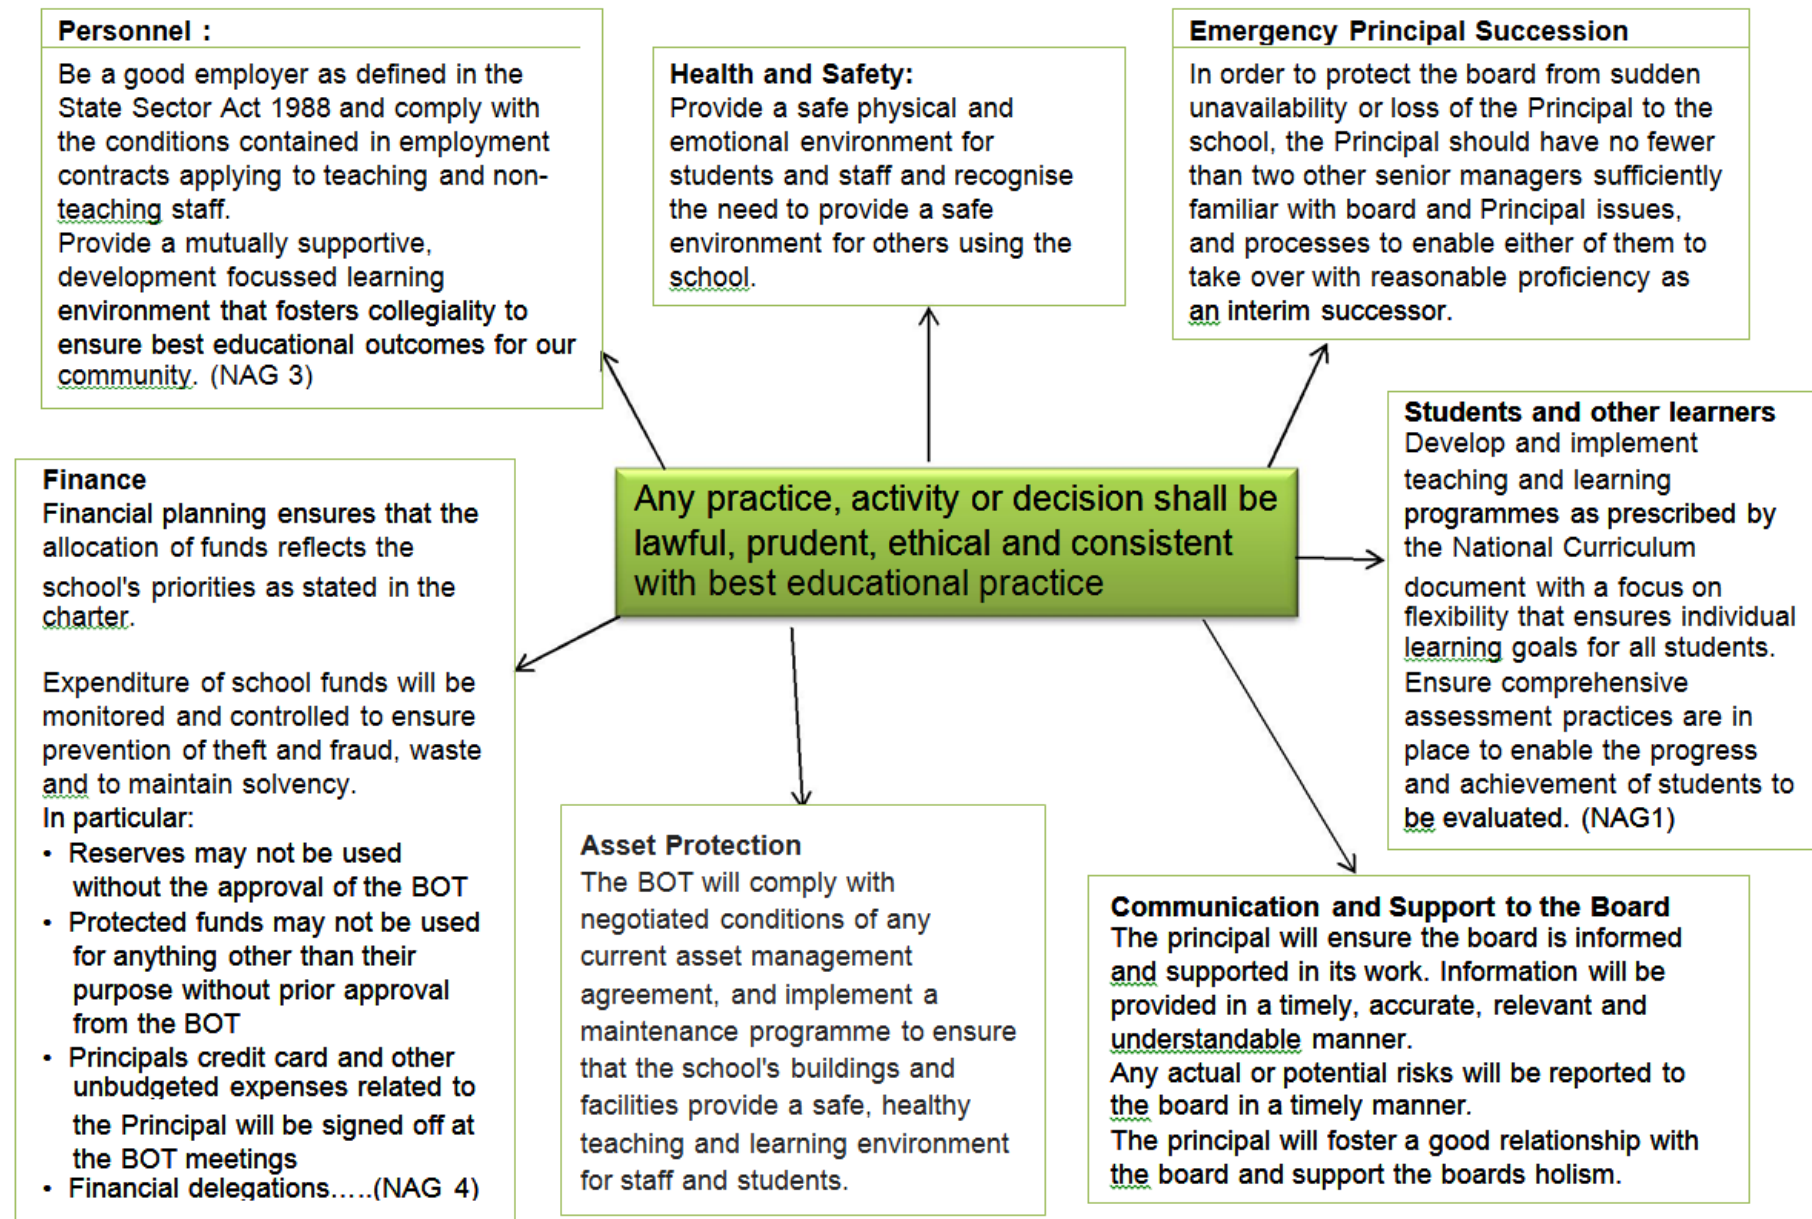 Personnel :
Be a good employer as defined in the
State Sector Act 1988 and comply with
the conditions contained in employment
contracts applying to teaching and non-
teaching staff.
Provide a mutually supportive,
development focussed learning
environment that fosters collegiality to
ensure best educational outcomes for our
community. (NAG 3)
Health and Safety:
Provide a safe physical and
emotional environment for
students and staff and recognise
the need to provide a safe
environment for others using the
school.
Emergency Principal Succession
In order to protect the board from sudden
unavailability or loss of the Principal to the
school, the Principal should have no fewer
than two other senior managers sufficiently
familiar with board and Principal issues,
and processes to enable either of them to
take over with reasonable proficiency as
an interim successor.
Any practice, activity or decision shall be
lawful, prudent, ethical and consistent
with best educational practice
Students and other learners
Develop and implement
teaching and learning
programmes as prescribed by
the National Curriculum
document with a focus on
flexibility that ensures individual
learning goals for all students.
Ensure comprehensive
assessment practices are in
place to enable the progress
and achievement of students to
be evaluated. (NAG1)
Finance
Financial planning ensures that the
allocation of funds reflects the
school's priorities as stated in the
charter.
Expenditure of school funds will be
monitored and controlled to ensure
prevention of theft and fraud, waste
and to maintain solvency.
In particular:
• Reserves may not be used
without the approval of the BOT
• Protected funds may not be used
for anything other than their
purpose without prior approval
from the BOT
• Principals credit card and other
unbudgeted expenses related to
the Principal will be signed off at
the BOT meetings
• Financial delegations.....(NAG 4)
Asset Protection
The BOT will comply with
negotiated conditions of any
current asset management
agreement, and implement a
maintenance programme to ensure
that the school's buildings and
facilities provide a safe, healthy
teaching and learning environment
for staff and students.
Communication and Support to the Board
The principal will ensure the board is informed
and supported in its work. Information will be
provided in a timely, accurate, relevant and
understandable manner.
Any actual or potential risks will be reported to
the board in a timely manner.
The principal will foster a good relationship with
the board and support the boards holism.